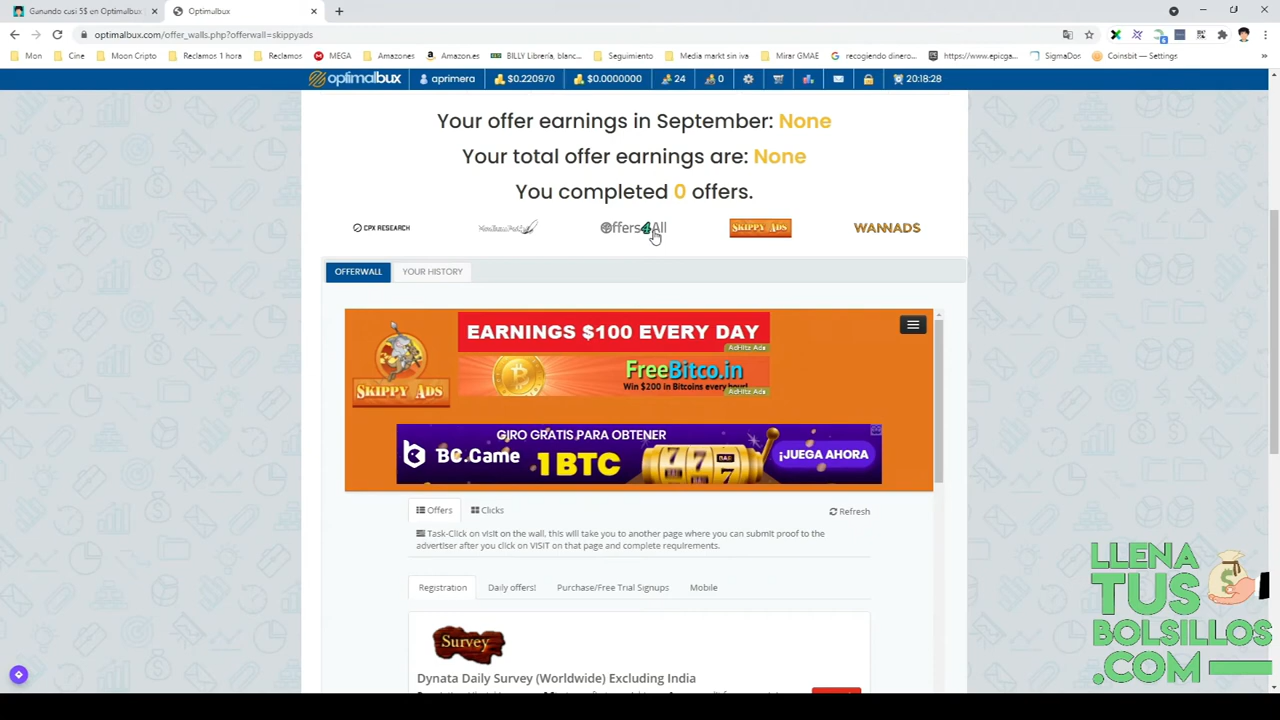 Ganando casi 5$ en Optimalbux
Optimalbux
optimalbux.com/offer_walls.php?offerwall=skippyads
Mon
Cine
Moon Cripto
Reclamos 1 hora
Reclamos
MEGA
Amazones
Amazon.es
BILLY Librería, blanc...
Seguimiento
Media markt sin iva
Mirar GMAE
recogiendo dinero...
https://www.epicga...
SigmaDos
Coinsbit — Settings
optimalbux
aprimera
$0.220970
$0.0000000
24
0
20:18:28
Your offer earnings in September: None
Your total offer earnings are: None
You completed 0 offers.
CPX RESEARCH
Offers4All
SKIPPY ADS
WANNADS
OFFERWALL
YOUR HISTORY
EARNINGS $100 EVERY DAY
AdHitz Ads
FreeBitco.in
Win $200 in Bitcoins every hour!
AdHitz Ads
SKIPPY ADS
GIRO GRATIS PARA OBTENER
BC.Game
1BTC
777
BAR
¡JUEGA AHORA
Offers
Clicks
Refresh
Task-Click on visit on the wall, this will take you to another page where you can submit proof to the
advertiser after you click on VISIT on that page and complete requirements.
Registration
Daily offers!
Purchase/Free Trial Signups
Mobile
Survey
Dynata Daily Survey (Worldwide) Excluding India
LLENA
TUS
BOLSILLOS
.COM